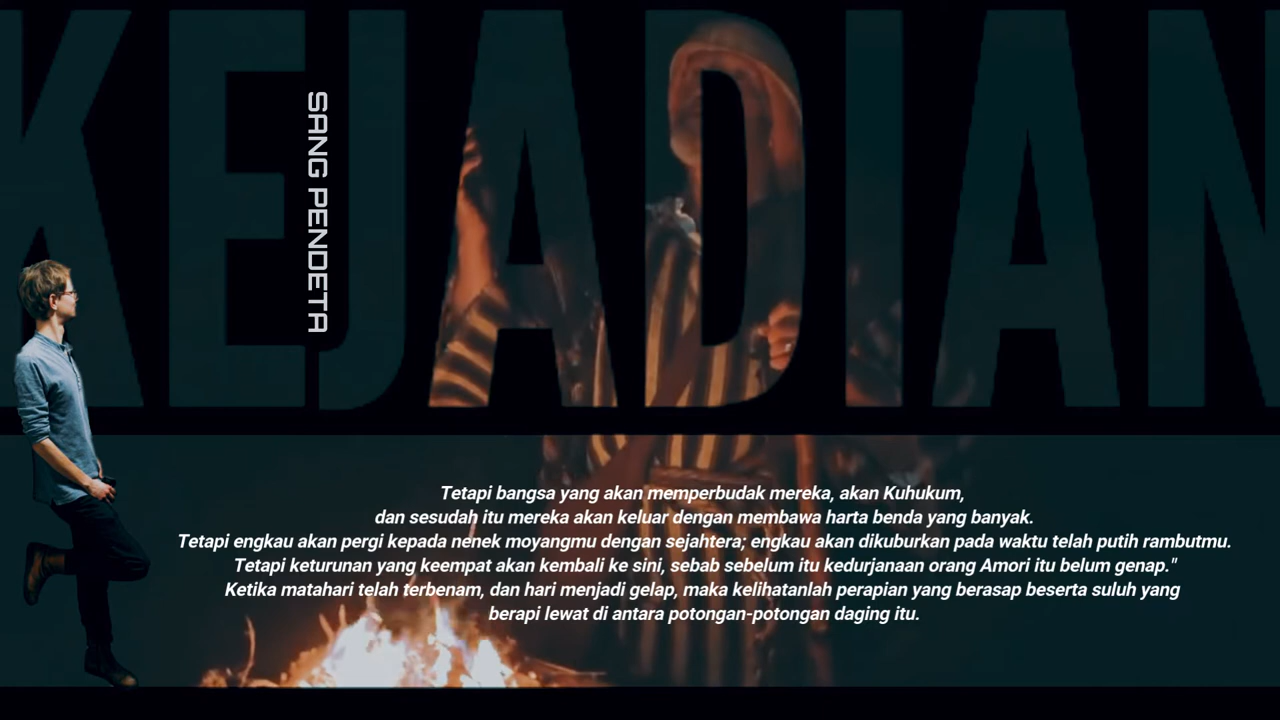 KEJADIAN
SANG PENDETA
Tetapi bangsa yang akan memperbudak mereka, akan Kuhukum,
dan sesudah itu mereka akan keluar dengan membawa harta benda yang banyak.
Tetapi engkau akan pergi kepada nenek moyangmu dengan sejahtera; engkau akan dikuburkan pada waktu telah putih rambutmu.
Tetapi keturunan yang keempat akan kembali ke sini, sebab sebelum itu kedurjanaan orang Amori itu belum genap."
Ketika matahari telah terbenam, dan hari menjadi gelap, maka kelihatanlah perapian yang berasap beserta suluh yang
berapi lewat di antara potongan-potongan daging itu.